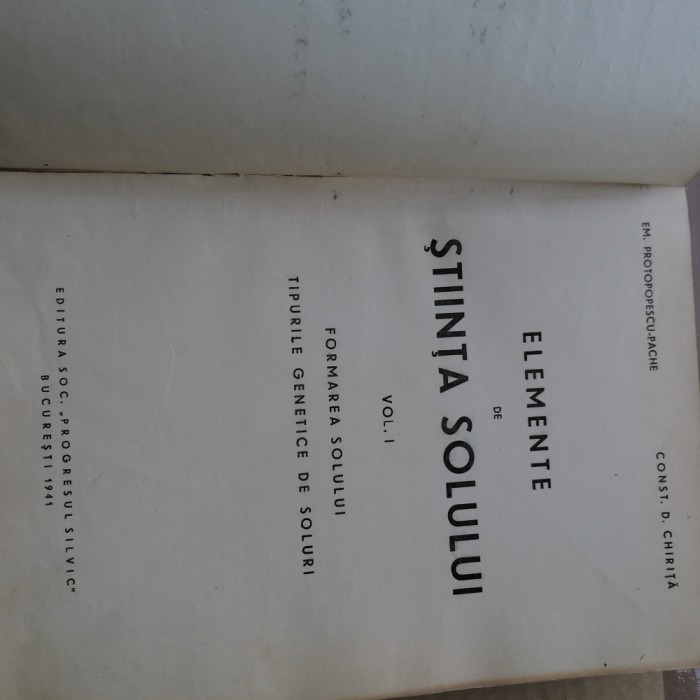 EM. PROTOPOPESCU-PACHE CONST. D. CHIRIȚĂ
ELEMENTE
DE
ȘTIINȚA SOLULUI
VOL. I
FORMAREA SOLULUI
TIPURILE GENETICE DE SOLURI
EDITURA SOC. „PROGRESUL SILVIC"
BUCUREȘTI 1941